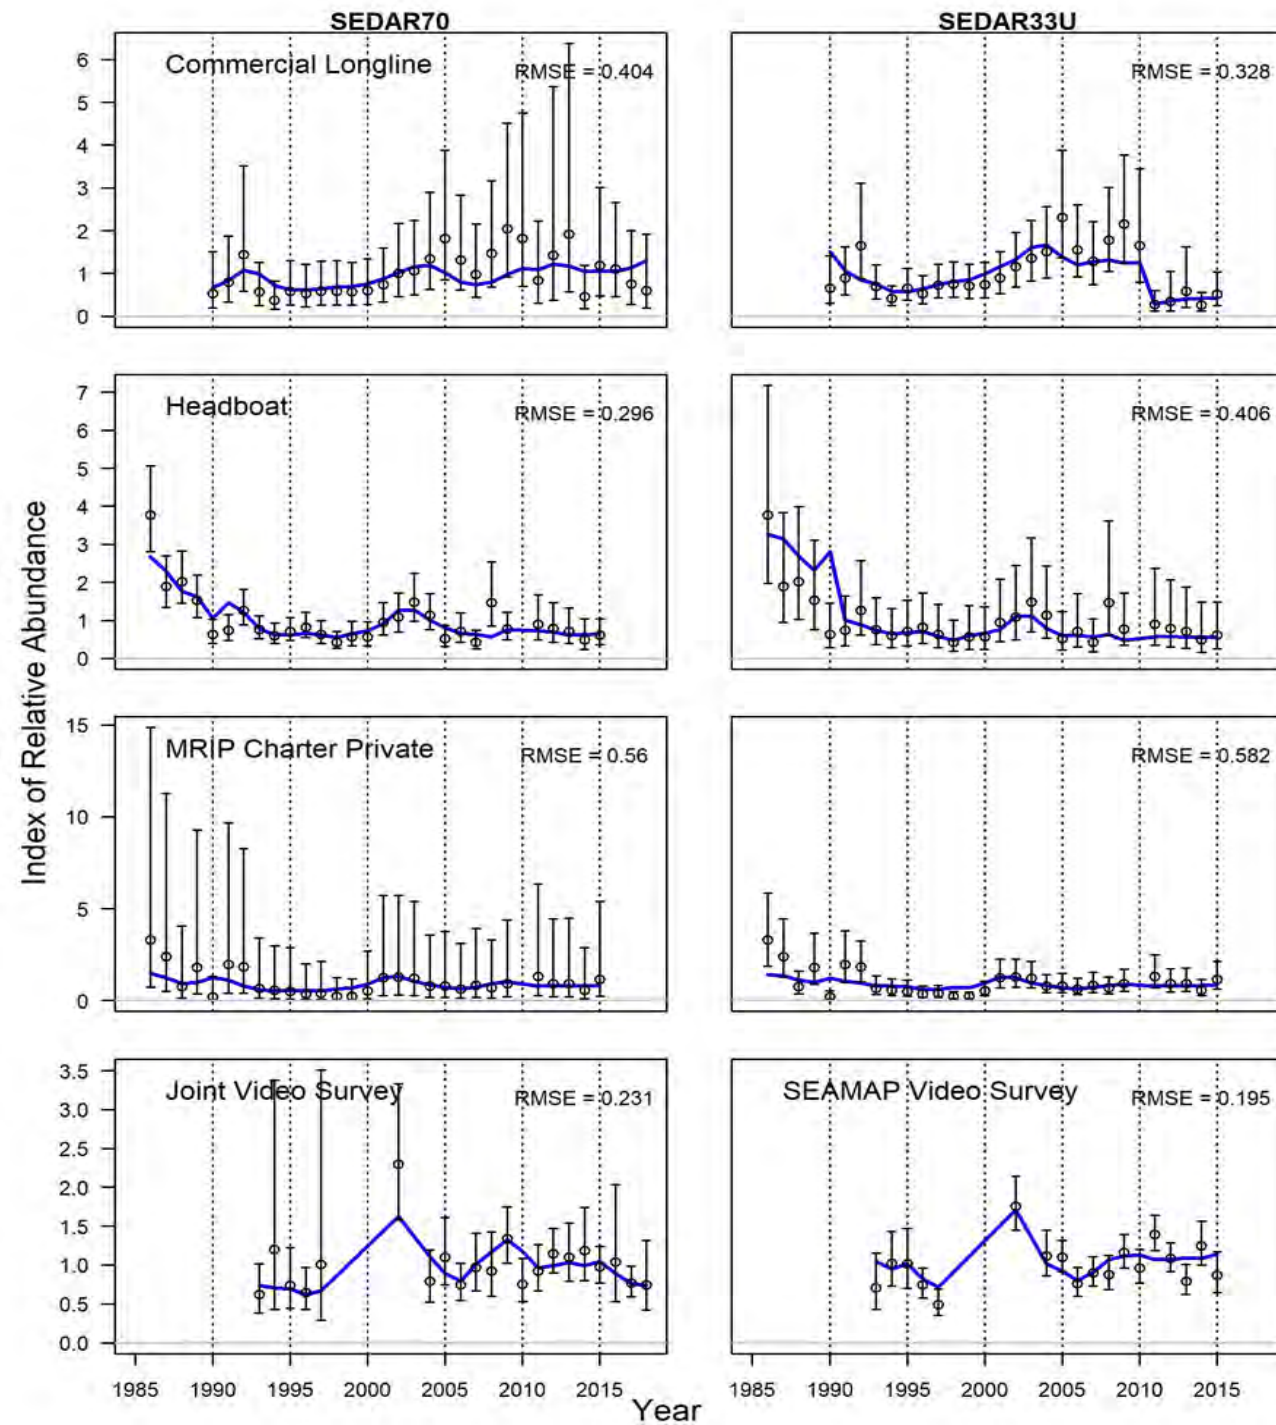 SEDAR70 SEDAR33U
Commercial Longline
RMSE = 0.404
RMSE = 0.328
6
5
4
3
2
1
0
Headboat
RMSE = 0.296
RMSE = 0.406
7
6
5
4
3
2
1
0
Index of Relative Abundance
MRIP Charter Private
RMSE = 0.56
RMSE = 0.582
15
10
5
0
Joint Video Survey
RMSE = 0.231
SEAMAP Video Survey
RMSE = 0.195
3.5
3.0
2.5
2.0
1.5
1.0
0.5
0.0
1985 1990 1995 2000 2005 2010 2015 1985 1990 1995 2000 2005 2010 2015
Year